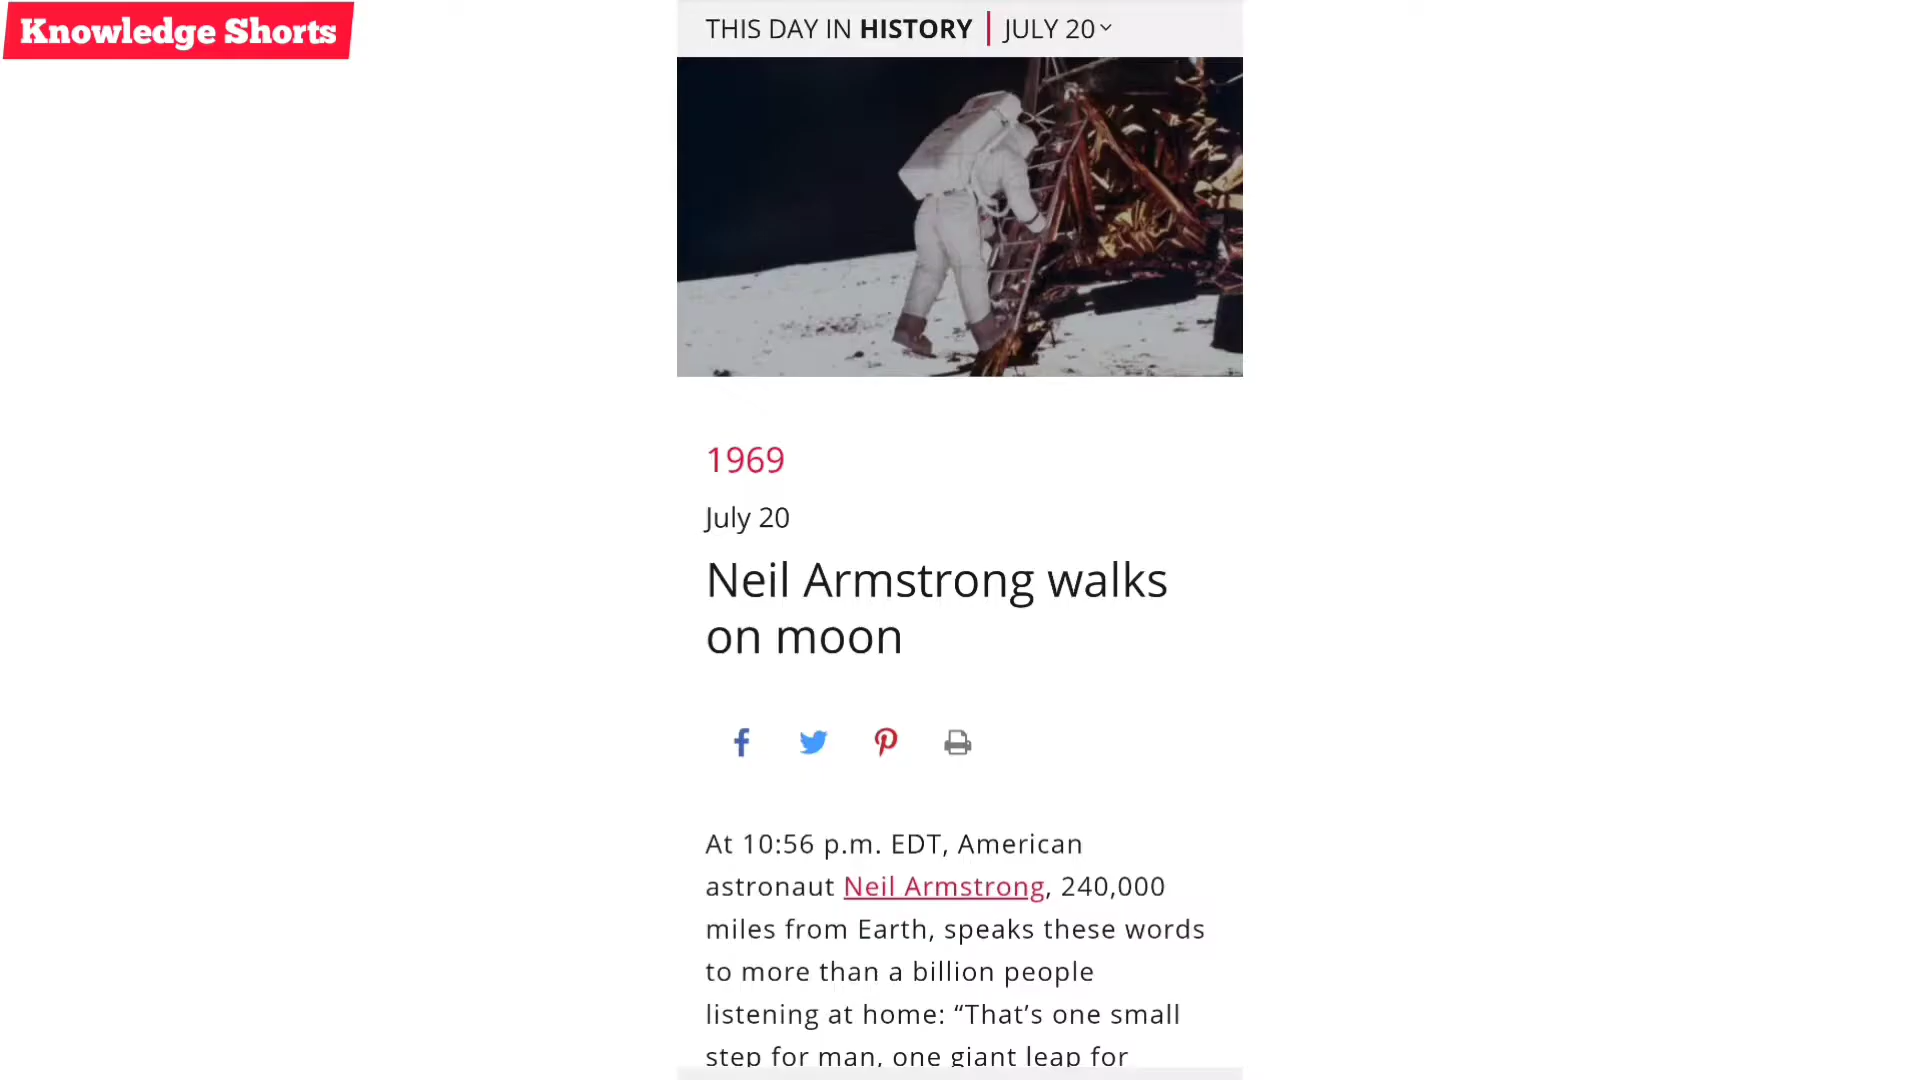 Knowledge Shorts
THIS DAY IN HISTORY | JULY 20
1969
July 20
Neil Armstrong walks
on moon
At 10:56 p.m. EDT, American
astronaut Neil Armstrong, 240,000
miles from Earth, speaks these words
to more than a billion people
listening at home: “That’s one small
step for man, one giant leap for